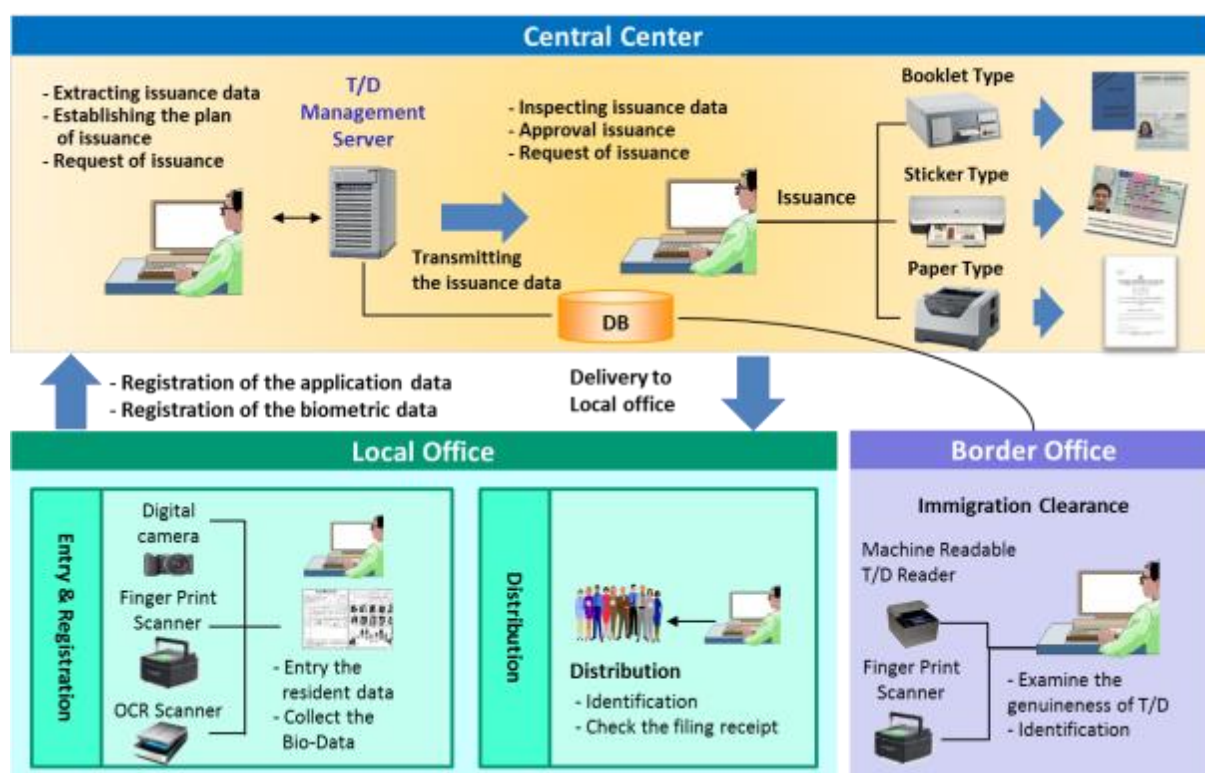 Central Center
- Extracting issuance data
- Establishing the plan
of issuance
- Request of issuance
T/D
Management
Server
- Inspecting issuance data
- Approval issuance
- Request of issuance
Transmitting
the issuance data
DB
Issuance
Booklet Type
Sticker Type
Paper Type
- Registration of the application data
- Registration of the biometric data
Delivery to
Local office
Local Office
Entry & Registration
Digital
camera
Finger Print
Scanner
OCR Scanner
- Entry the
resident data
- Collect the
Bio-Data
Distribution
Distribution
- Identification
- Check the filing receipt
Border Office
Immigration Clearance
Machine Readable
T/D Reader
Finger Print
Scanner
- Examine the
genuineness of T/D
- Identification